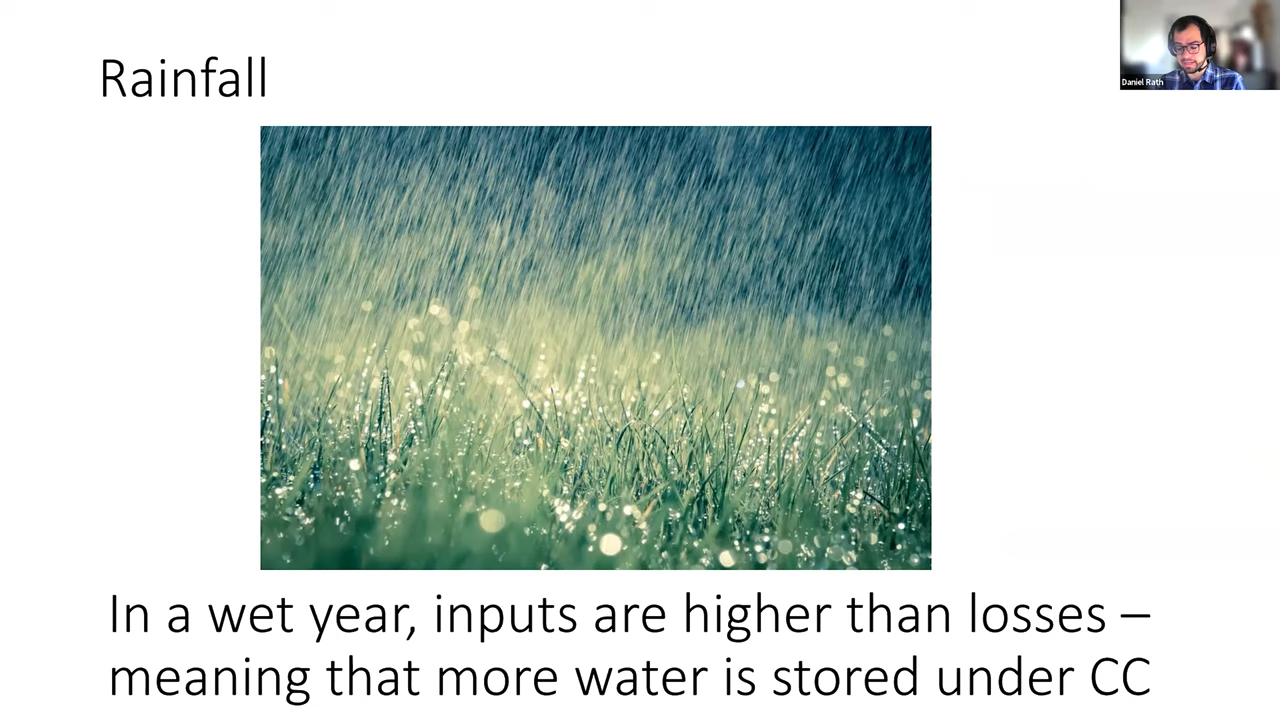 Rainfall
Daniel Rath
In a wet year, inputs are higher than losses –
meaning that more water is stored under CC